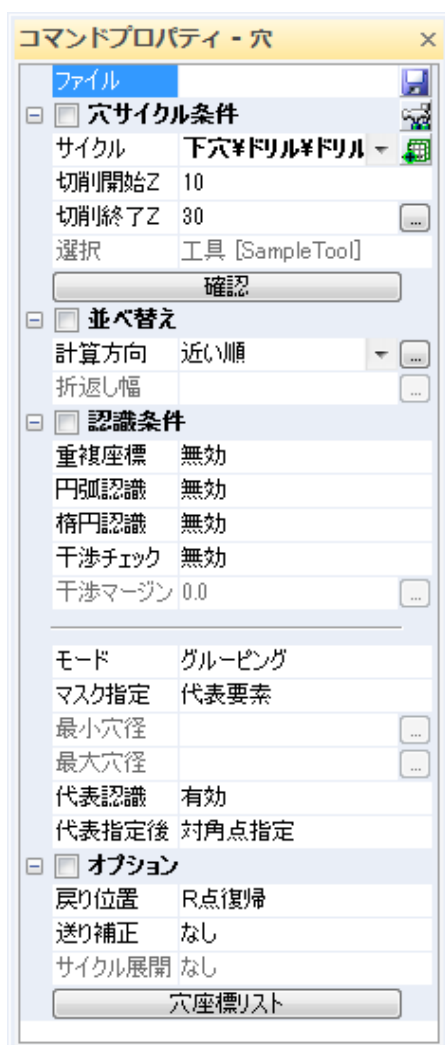 コマンドプロパティ - 穴
ファイル
穴サイクル条件
サイクル 下穴¥ドリル¥ドリル
切削開始Z 10
切削終了Z 30
選択 工具 [SampleTool]
確認
並べ替え
計算方向 近い順
折返し幅
認識条件
重複座標 無効
円弧認識 無効
楕円認識 無効
干渉チェック 無効
干渉マージン 0.0
モード グルーピング
マスク指定 代表要素
最小穴径
最大穴径
代表認識 有効
代表指定後 対角点指定
オプション
戻り位置 R点復帰
送り補正 なし
サイクル展開 なし
穴座標リスト